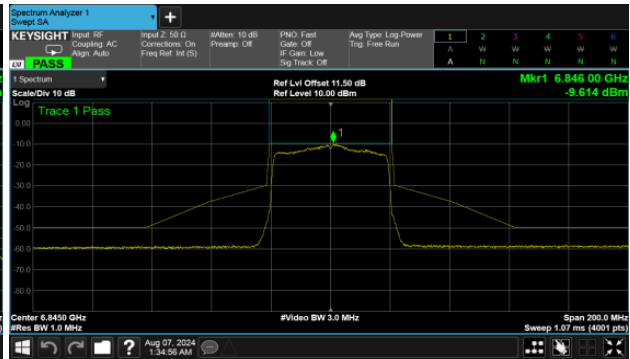 Spectrum Analyzer 1
Swept SA
KEYSIGHT
Input: RF
Coupling: AC
Align: Auto
Input Z: 50 Ω
Corrections: On
Freq Ref: Int (S)
#Atten: 10 dB
Preamp: Off
PNO: Fast
Gate: Off
IF Gain: Low
Sig Track: Off
Avg Type: Log-Power
Trig: Free Run
1 2 3 4 5 6
A W W W W W
A N N N N N
LXI PASS
1 Spectrum
Scale/Div 10 dB
Ref Lvl Offset 11.50 dB
Ref Level 10.00 dBm
Mkr1 6.846 00 GHz
-9.614 dBm
Log
Trace 1 Pass
1
0.00
-10.0
-20.0
-30.0
-40.0
-50.0
-60.0
-70.0
-80.0
Center 6.8450 GHz
#Res BW 1.0 MHz
#Video BW 3.0 MHz
Span 200.0 MHz
Sweep 1.07 ms (4001 pts)
?
Aug 07, 2024
1:34:56 AM